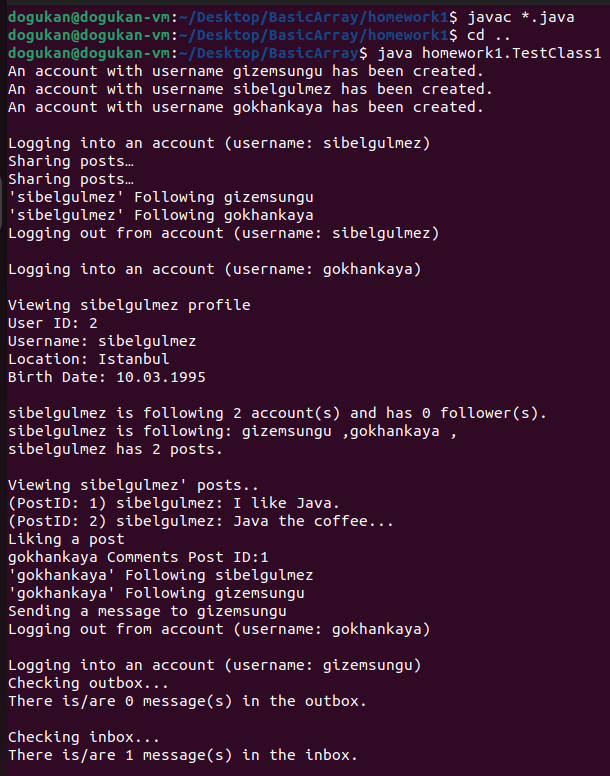 dogukan@dogukan-vm:~/Desktop/BasicArray/homework1$ javac *.java
dogukan@dogukan-vm:~/Desktop/BasicArray/homework1$ cd ..
dogukan@dogukan-vm:~/Desktop/BasicArray$ java homework1.TestClass1
An account with username gizemsungu has been created.
An account with username sibelgulmez has been created.
An account with username gokhankaya has been created.

Logging into an account (username: sibelgulmez)
Sharing posts…
Sharing posts…
'sibelgulmez' Following gizemsungu
'sibelgulmez' Following gokhankaya
Logging out from account (username: sibelgulmez)

Logging into an account (username: gokhankaya)

Viewing sibelgulmez profile
User ID: 2
Username: sibelgulmez
Location: Istanbul
Birth Date: 10.03.1995

sibelgulmez is following 2 account(s) and has 0 follower(s).
sibelgulmez is following: gizemsungu ,gokhankaya ,
sibelgulmez has 2 posts.

Viewing sibelgulmez' posts..
(PostID: 1) sibelgulmez: I like Java.
(PostID: 2) sibelgulmez: Java the coffee...
Liking a post
gokhankaya Comments Post ID:1
'gokhankaya' Following sibelgulmez
'gokhankaya' Following gizemsungu
Sending a message to gizemsungu
Logging out from account (username: gokhankaya)

Logging into an account (username: gizemsungu)
Checking outbox...
There is/are 0 message(s) in the outbox.

Checking inbox...
There is/are 1 message(s) in the inbox.